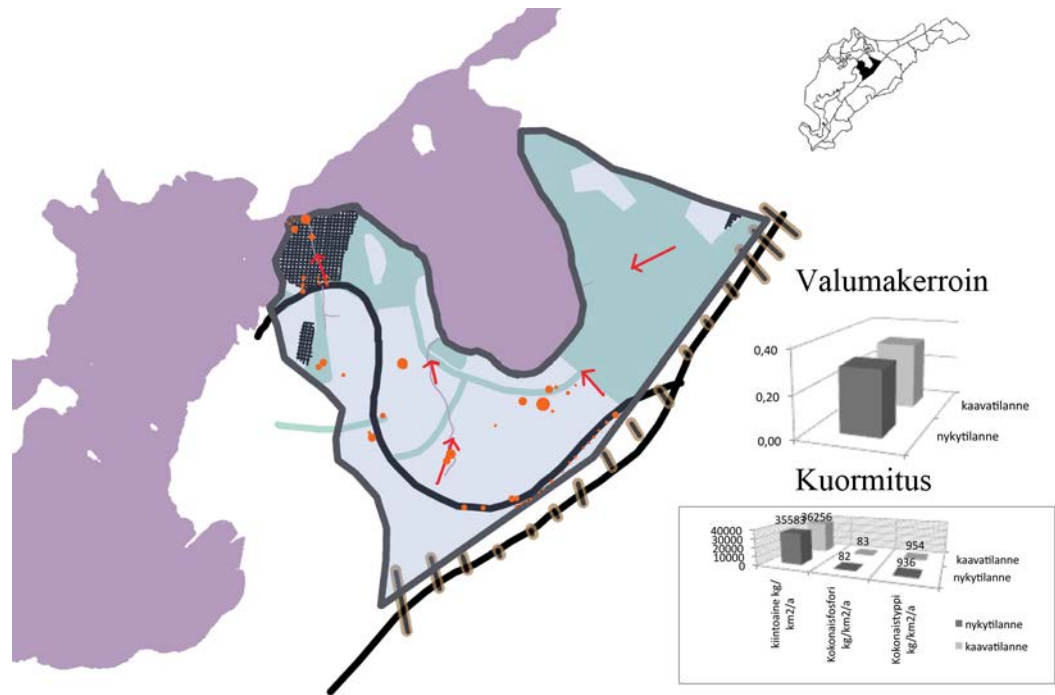 Valumakerroin
0,40
0,20
0,00
kaavatilanne
nykytilanne
Kuormitus
40000
30000
20000
10000
0
35583
36256
82
83
936
954
kaavatilanne
nykytilanne
kiintoaine kg/
km2/a
Kokonaisfosfori
kg/km2/a
Kokonaistyppi
kg/km2/a
nykytilanne
kaavatilanne